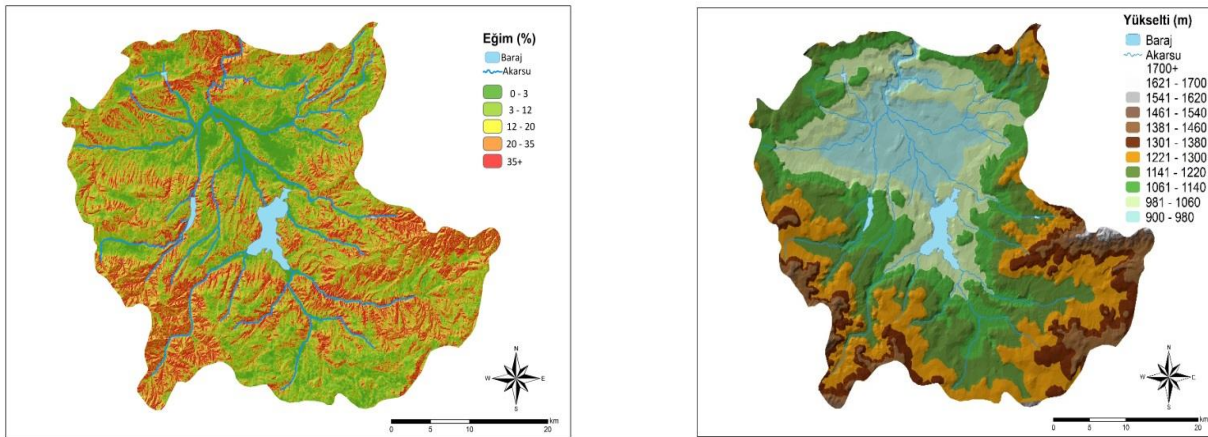 Eğim (%)
Baraj
Akarsu
0 - 3
3 - 12
12 - 20
20 - 35
35+
N
W E
S
km
0 5 10 20
Yükselti (m)
Baraj
Akarsu
1700+
1621 - 1700
1541 - 1620
1461 - 1540
1381 - 1460
1301 - 1380
1221 - 1300
1141 - 1220
1061 - 1140
981 - 1060
900 - 980
N
W E
S
km
0 5 10 20